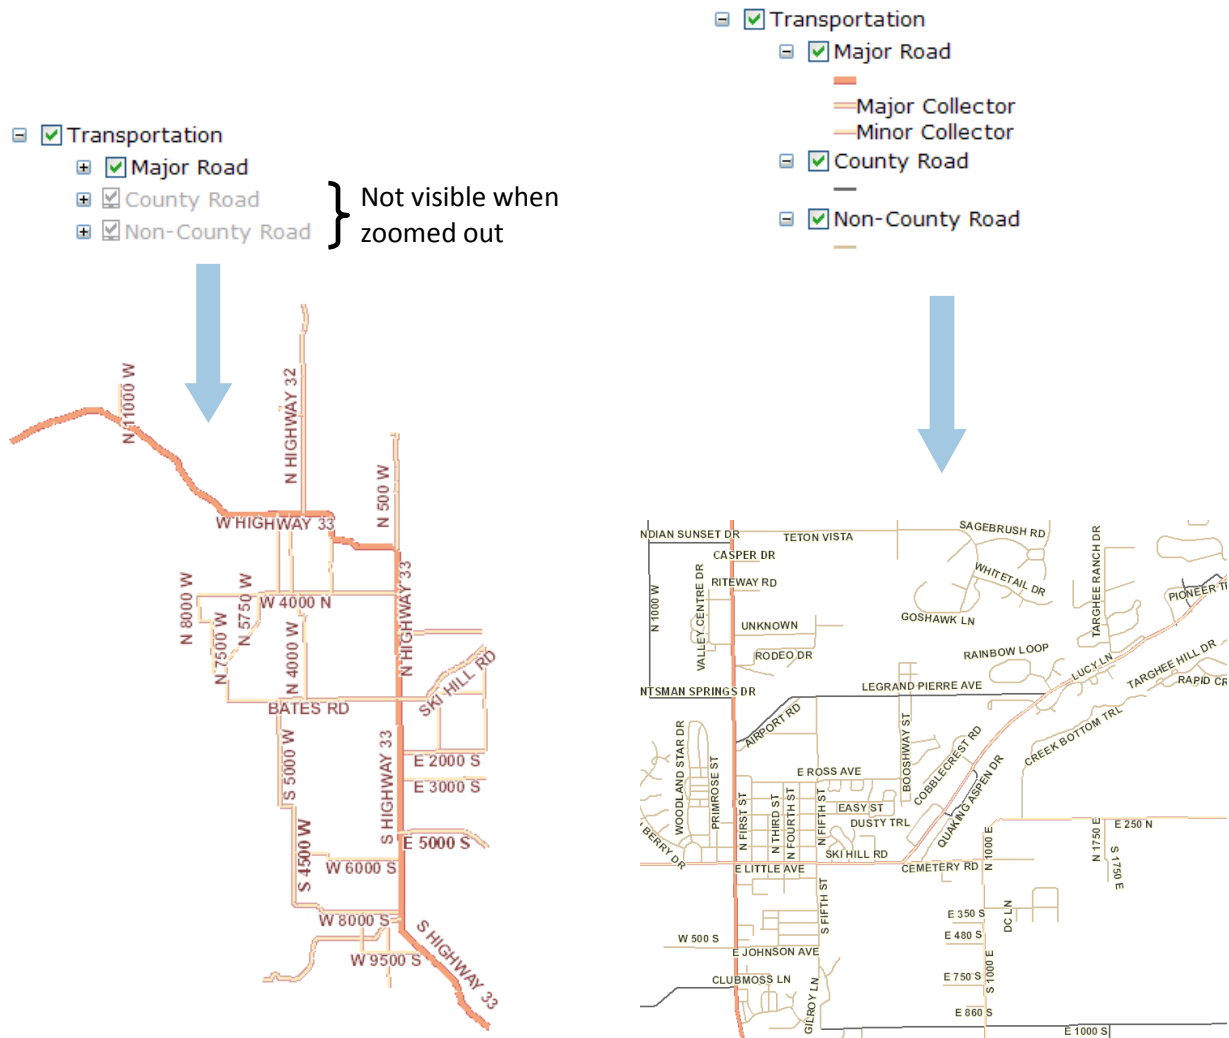 Transportation
Major Road
County Road
Non-County Road
Not visible when
zoomed out
N 11000 W
N HIGHWAY 32
N 500 W
W HIGHWAY 33
N 8000 W
N 5750 W
W 4000 N
N HIGHWAY 33
N 7500 W
N 4000 W
SKI HILL RD
BATES RD
S 5000 W
S HIGHWAY 33
E 2000 S
E 3000 S
E 5000 S
S 4500 W
W 6000 S
W 8000 S
S HIGHWAY 33
W 9500 S
Transportation
Major Road
Major Collector
Minor Collector
County Road
Non-County Road
NDIAN SUNSET DR
TETON VISTA
SAGEBRUSH RD
TARGHEE RANCH DR
CASPER DR
N 1000 W
VALLEY CENTRE DR
RITEWAY RD
WHITETAIL DR
PIONEER TR
GOSHAWK LN
UNKNOWN
RODEO DR
RAINBOW LOOP
LUCY LN
TARGHEE HILL DR
RAPID CR
NTSMAN SPRINGS DR
LEGRAND PIERRE AVE
AIRPORT RD
WOODLAND STAR DR
PRIMROSE ST
BOOSHWAY ST
COBBLECREST RD
CREEK BOTTOM TRL
E ROSS AVE
N FIRST ST
N THIRD ST
N FOURTH ST
N FIFTH ST
EASY ST
DUSTY TRL
QUAKING ASPEN DR
BERRY DR
SKI HILL RD
N 1000 E
E 250 N
N 1750 E
S 1750 E
E LITTLE AVE
CEMETERY RD
S FIFTH ST
E 350 S
DC LN
W 500 S
E 480 S
E JOHNSON AVE
CLUBMOSS LN
GILROY LN
E 750 S
S 1000 E
E 860 S
E 1000 S